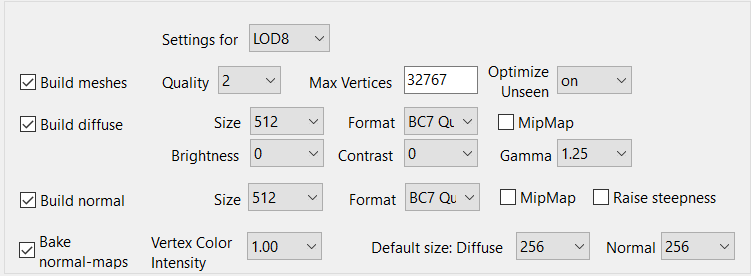 Settings for LOD8
Build meshes Quality 2 Max Vertices 32767 Optimize Unseen on
Build diffuse Size 512 Format BC7 Qu MipMap
Brightness 0 Contrast 0 Gamma 1.25
Build normal Size 512 Format BC7 Qu MipMap Raise steepness
Bake normal-maps Vertex Color Intensity 1.00 Default size: Diffuse 256 Normal 256